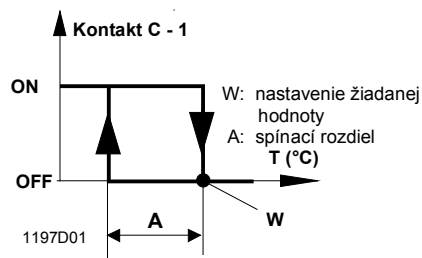 Kontakt C - 1
ON
W: nastavenie žiadanej
hodnoty
A: spínací rozdiel
T (°C)
OFF
A
W
1197D01